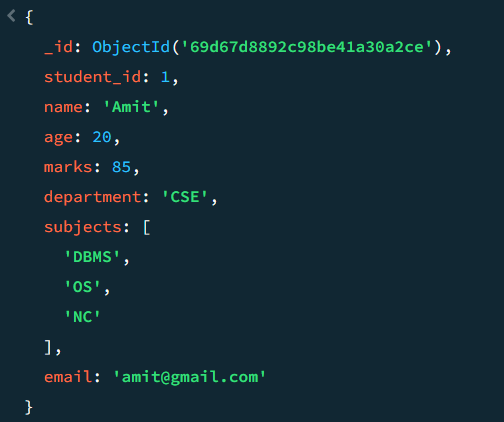 {
_id: ObjectId('69d67d8892c98be41a30a2ce'),
student_id: 1,
name: 'Amit',
age: 20,
marks: 85,
department: 'CSE',
subjects: [
'DBMS',
'OS',
'NC'
],
email: 'amit@gmail.com'
}